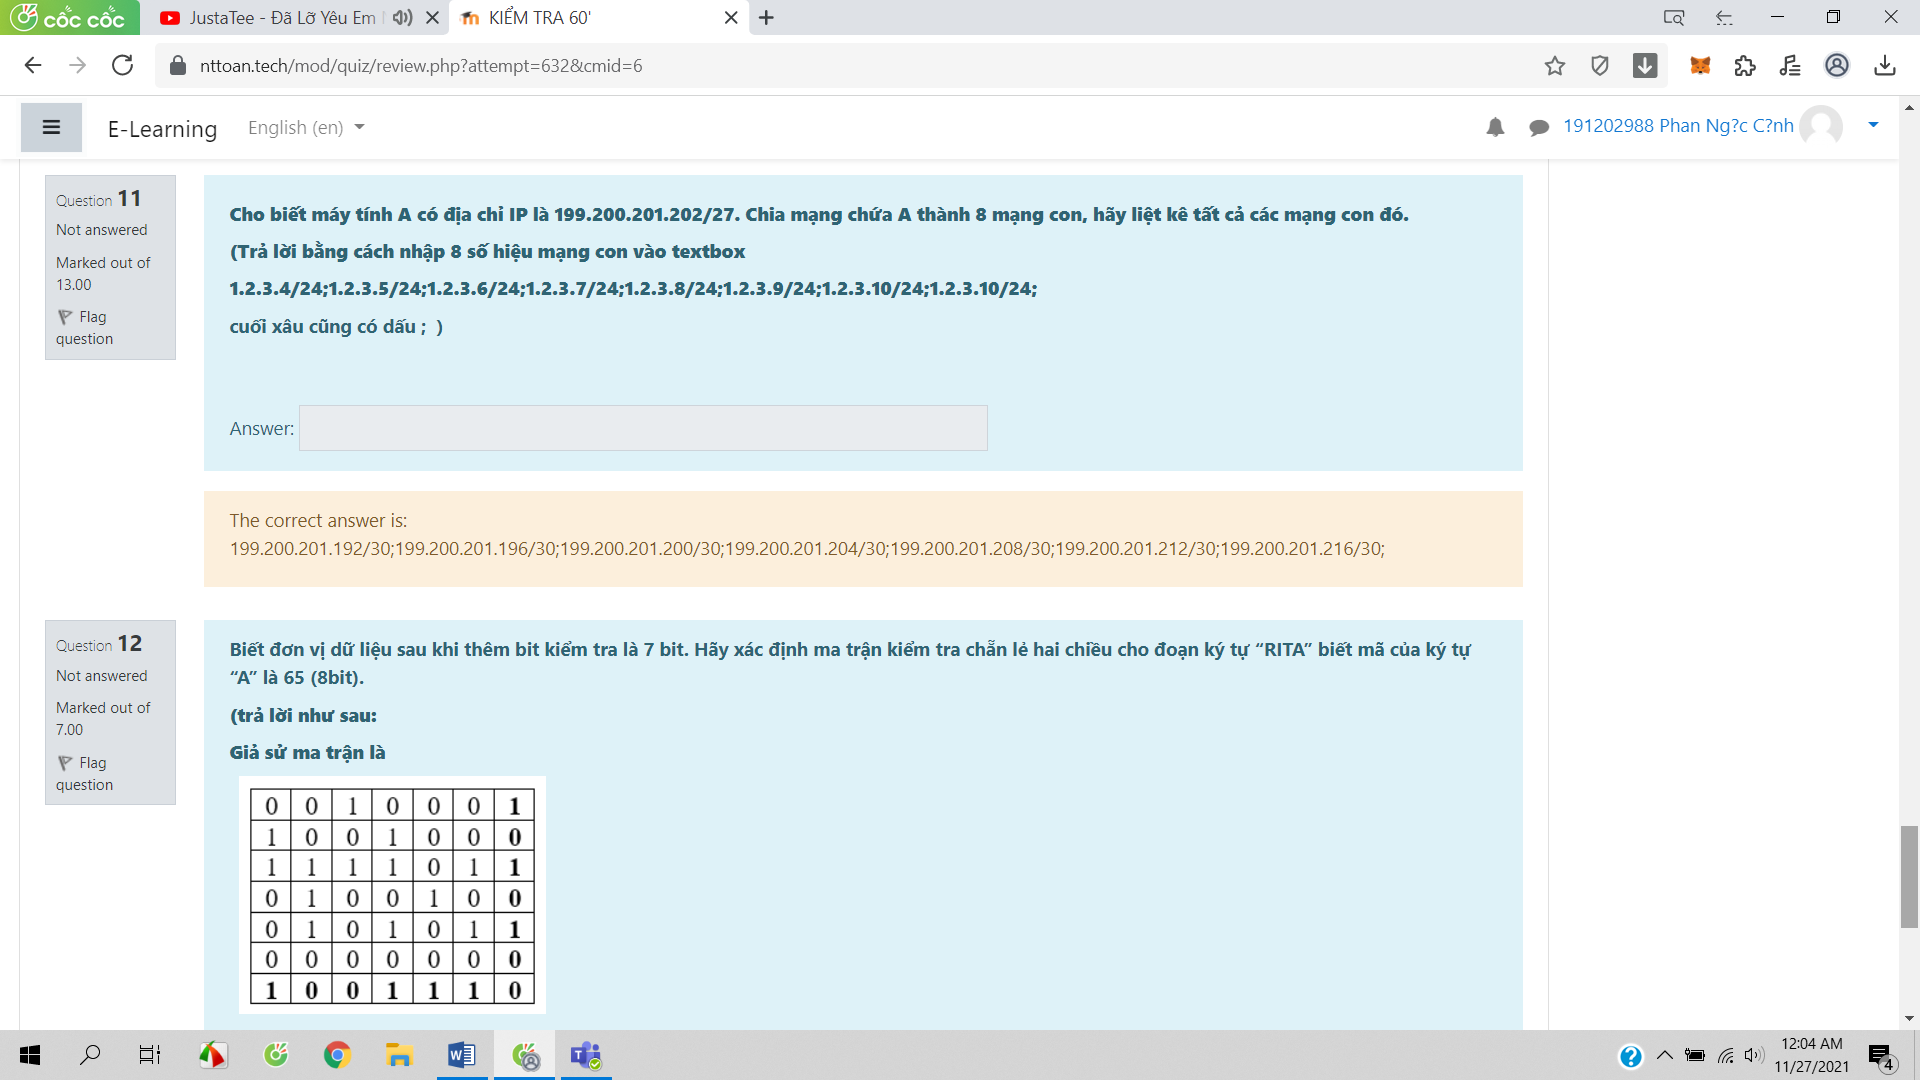 cốc cốc
JustaTee - Đã Lỡ Yêu Em
KIỂM TRA 60'
nttoan.tech/mod/quiz/review.php?attempt=632&cmid=6
E-Learning
English (en)
191202988 Phan Ng?c C?nh
Question 11
Not answered
Marked out of
13.00
Flag
question
Cho biết máy tính A có địa chỉ IP là 199.200.201.202/27. Chia mạng chứa A thành 8 mạng con, hãy liệt kê tất cả các mạng con đó.
(Trả lời bằng cách nhập 8 số hiệu mạng con vào textbox
1.2.3.4/24;1.2.3.5/24;1.2.3.6/24;1.2.3.7/24;1.2.3.8/24;1.2.3.9/24;1.2.3.10/24;1.2.3.10/24;
cuối xâu cũng có dấu ;  )
Answer:
The correct answer is:
199.200.201.192/30;199.200.201.196/30;199.200.201.200/30;199.200.201.204/30;199.200.201.208/30;199.200.201.212/30;199.200.201.216/30;
Question 12
Not answered
Marked out of
7.00
Flag
question
Biết đơn vị dữ liệu sau khi thêm bit kiểm tra là 7 bit. Hãy xác định ma trận kiểm tra chẵn lẻ hai chiều cho đoạn ký tự “RITA” biết mã của ký tự
“A” là 65 (8bit).
(trả lời như sau:
Giả sử ma trận là
0 0 1 0 0 0 1
1 0 0 1 0 0 0
1 1 1 1 0 1 1
0 1 0 0 1 0 0
0 1 0 1 0 1 1
0 0 0 0 0 0 0
1 0 0 1 1 1 0
12:04 AM
11/27/2021
4